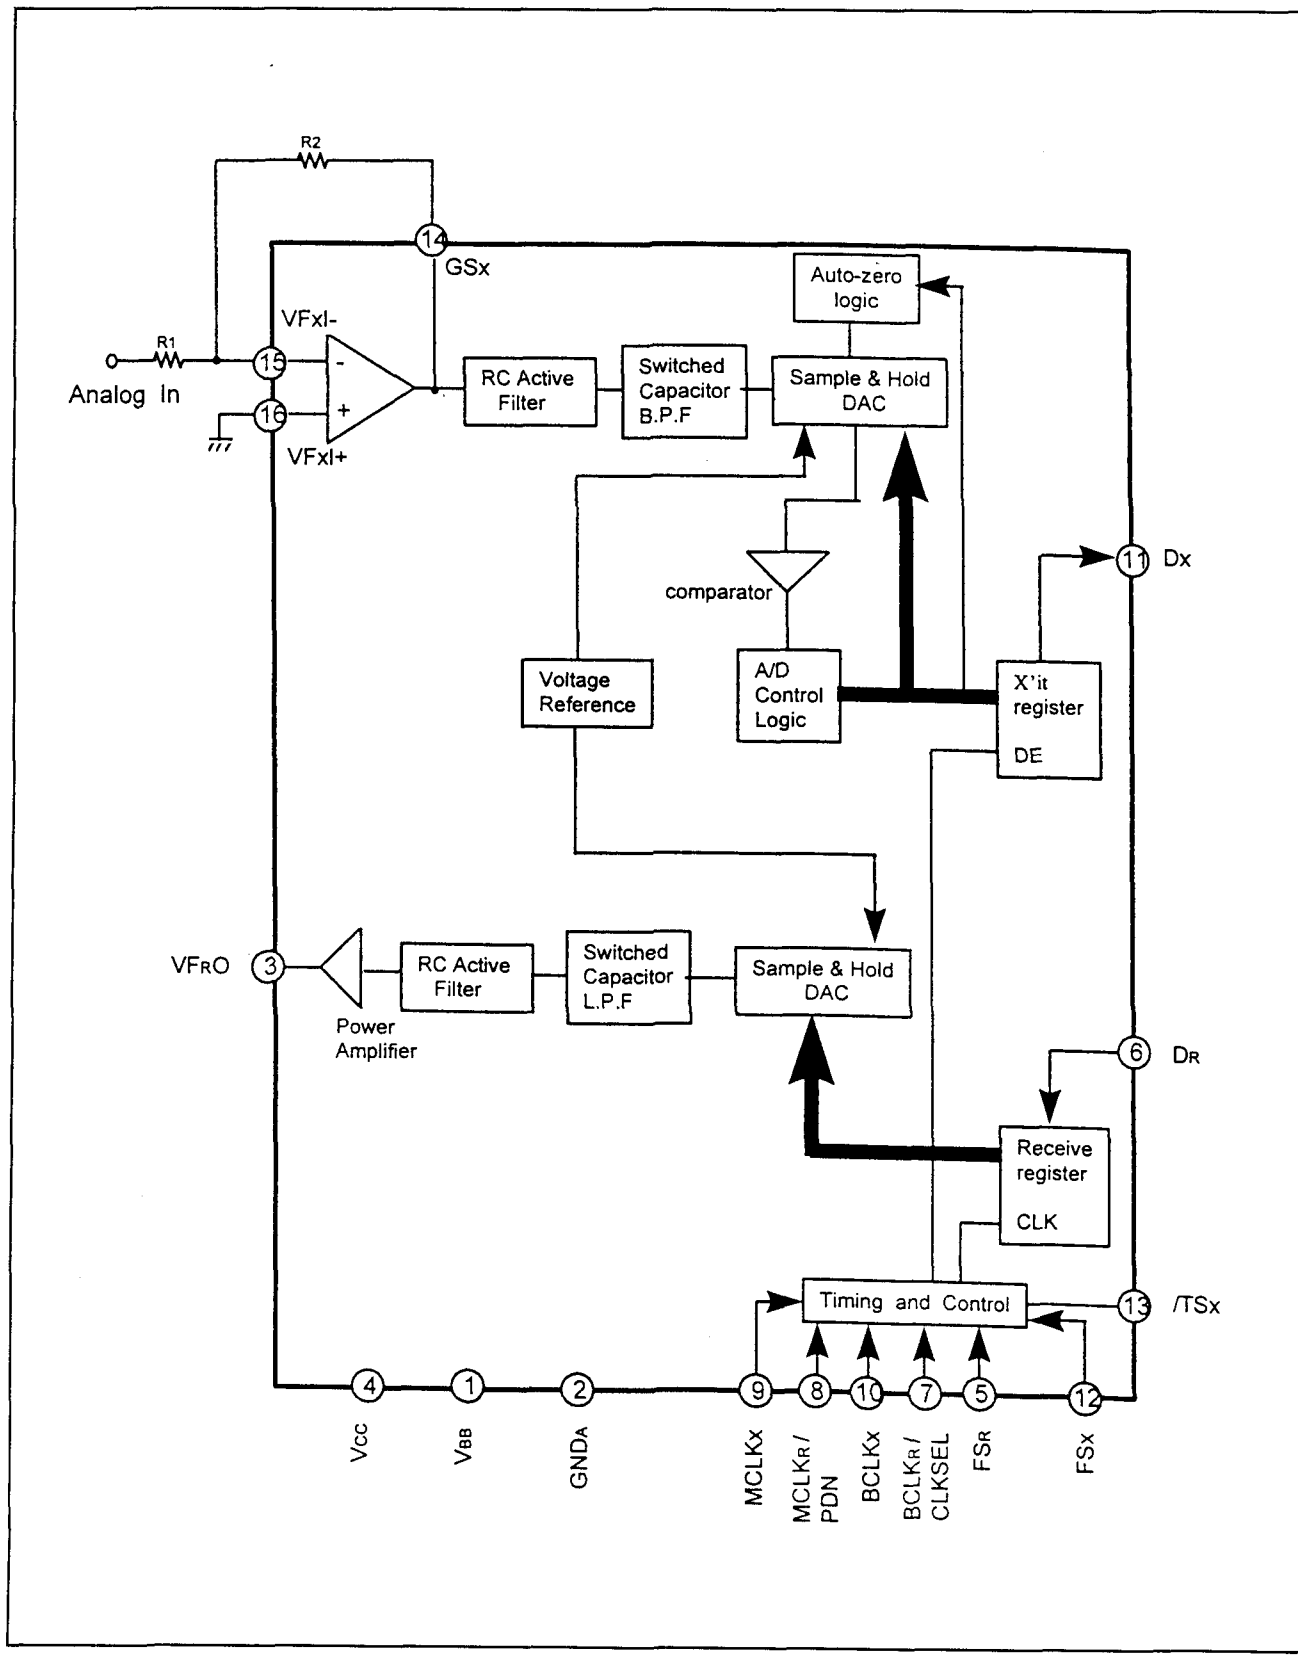 R2
14
GSx
Auto-zero
logic
VFxI-
R1
15
-
Analog In
16
+
VFxI+
RC Active
Filter
Switched
Capacitor
B.P.F
Sample & Hold
DAC
11
Dx
comparator
Voltage
Reference
A/D
Control
Logic
X'it
register
DE
VFRO
3
Power
Amplifier
RC Active
Filter
Switched
Capacitor
L.P.F
Sample & Hold
DAC
6
DR
Receive
register
CLK
Timing and Control
13
/TSx
4
1
2
9
8
10
7
5
12
Vcc
VBB
GNDA
MCLKx
MCLKR /
PDN
BCLKx
BCLKR /
CLKSEL
FSR
FSx